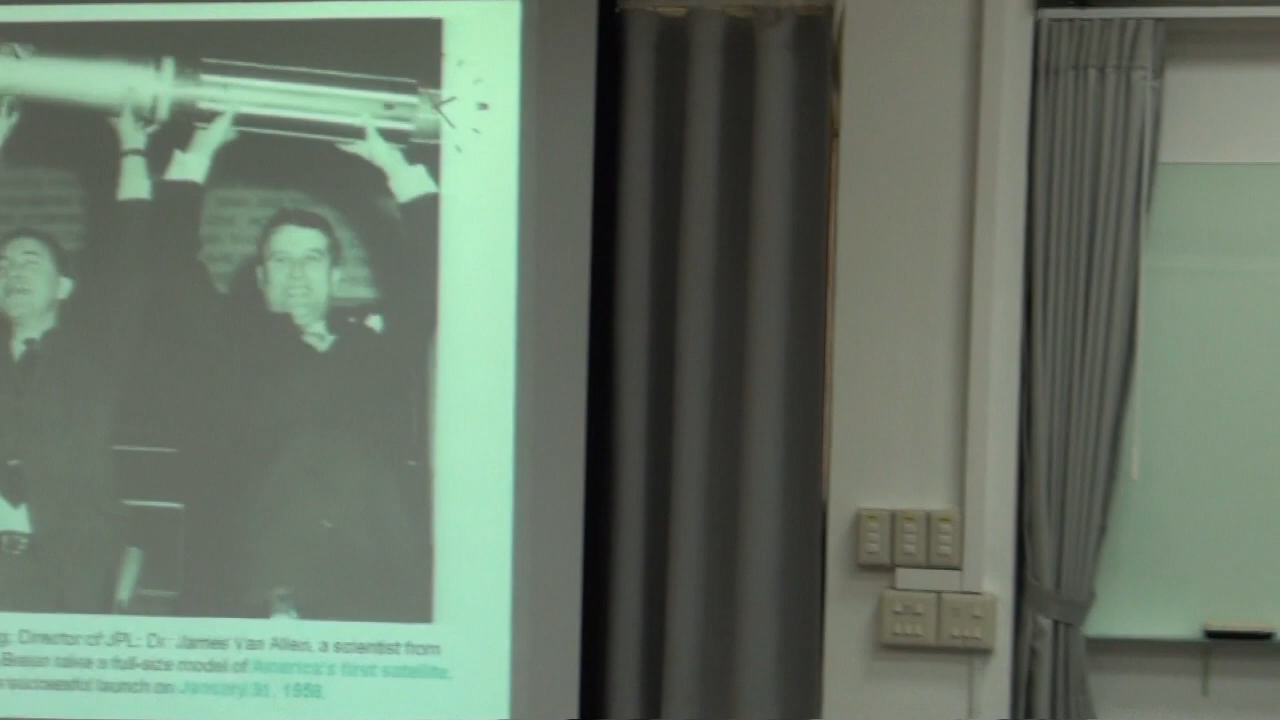 Director of JPL; Dr. James Van Allen, a scientist from
Braun raise a full-size model of America's first satellite,
successful launch on January 31, 1958.